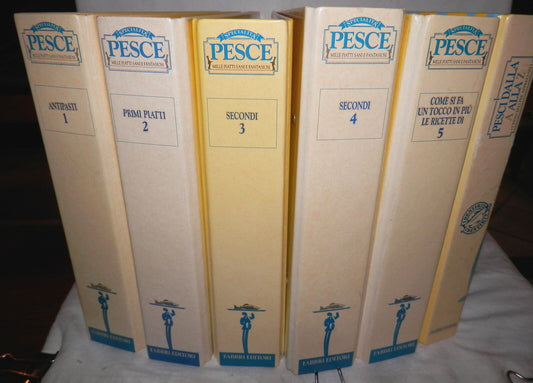 SPECIALITÀ
PESCE
MILLE PIATTI SANI E FANTASIOSI
ANTIPASTI
1
FABBRI EDITORI
SPECIALITÀ
PESCE
MILLE PIATTI SANI E FANTASIOSI
PRIMI PIATTI
2
FABBRI EDITORI
SPECIALITÀ
PESCE
MILLE PIATTI SANI E FANTASIOSI
SECONDI
3
FABBRI EDITORI
SPECIALITÀ
PESCE
MILLE PIATTI SANI E FANTASIOSI
SECONDI
4
FABBRI EDITORI
SPECIALITÀ
PESCE
MILLE PIATTI SANI E FANTASIOSI
COME SI FA
UN TOCCO IN PIÙ
LE RICETTE DI
5
FABBRI EDITORI
PESCI DALLA
A ALLA Z